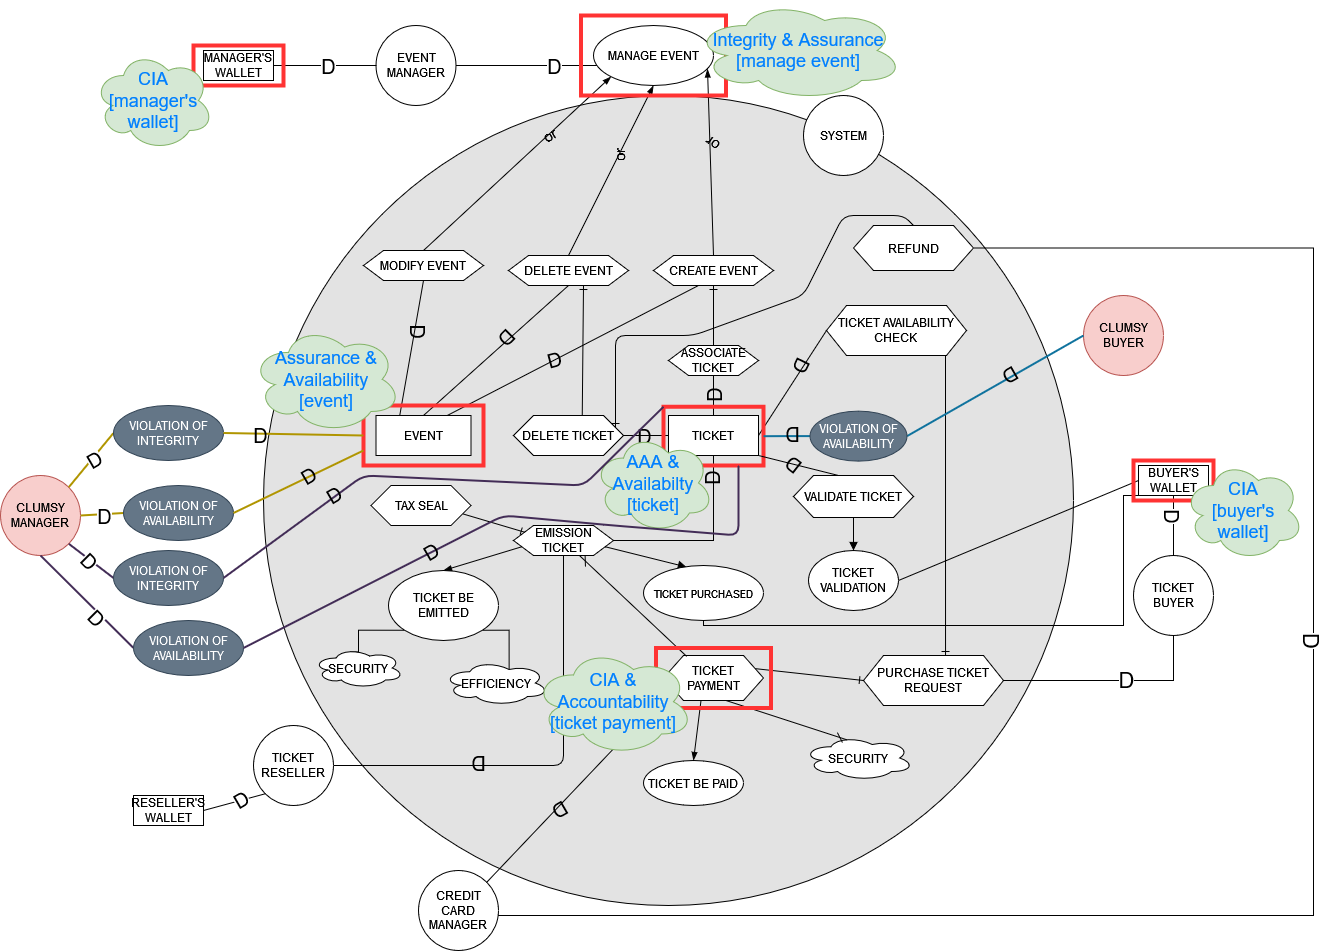 MANAGER'S
WALLET
D
EVENT
MANAGER
D
MANAGE EVENT
Integrity & Assurance
[manage event]
CIA
[manager's
wallet]
SYSTEM
or
or
or
MODIFY EVENT
DELETE EVENT
CREATE EVENT
REFUND
D
D
D
TICKET AVAILABILITY
CHECK
CLUMSY
BUYER
Assurance &
Availability
[event]
ASSOCIATE
TICKET
D
D
D
VIOLATION OF
INTEGRITY
D
EVENT
DELETE TICKET
D
TICKET
D
VIOLATION OF
AVAILABILITY
D
AAA &
Availabilty
[ticket]
D
D
BUYER'S
WALLET
CIA
[buyer's
wallet]
D
D
D
CLUMSY
MANAGER
D
VIOLATION OF
AVAILABILITY
TAX SEAL
VALIDATE TICKET
D
EMISSION
TICKET
D
D
VIOLATION OF
INTEGRITY
TICKET BE
EMITTED
TICKET PURCHASED
TICKET
VALIDATION
TICKET
BUYER
D
VIOLATION OF
AVAILABILITY
SECURITY
EFFICIENCY
CIA &
Accountability
[ticket payment]
TICKET
PAYMENT
PURCHASE TICKET
REQUEST
D
D
TICKET
RESELLER
D
SECURITY
TICKET BE PAID
RESELLER'S
WALLET
D
D
CREDIT
CARD
MANAGER